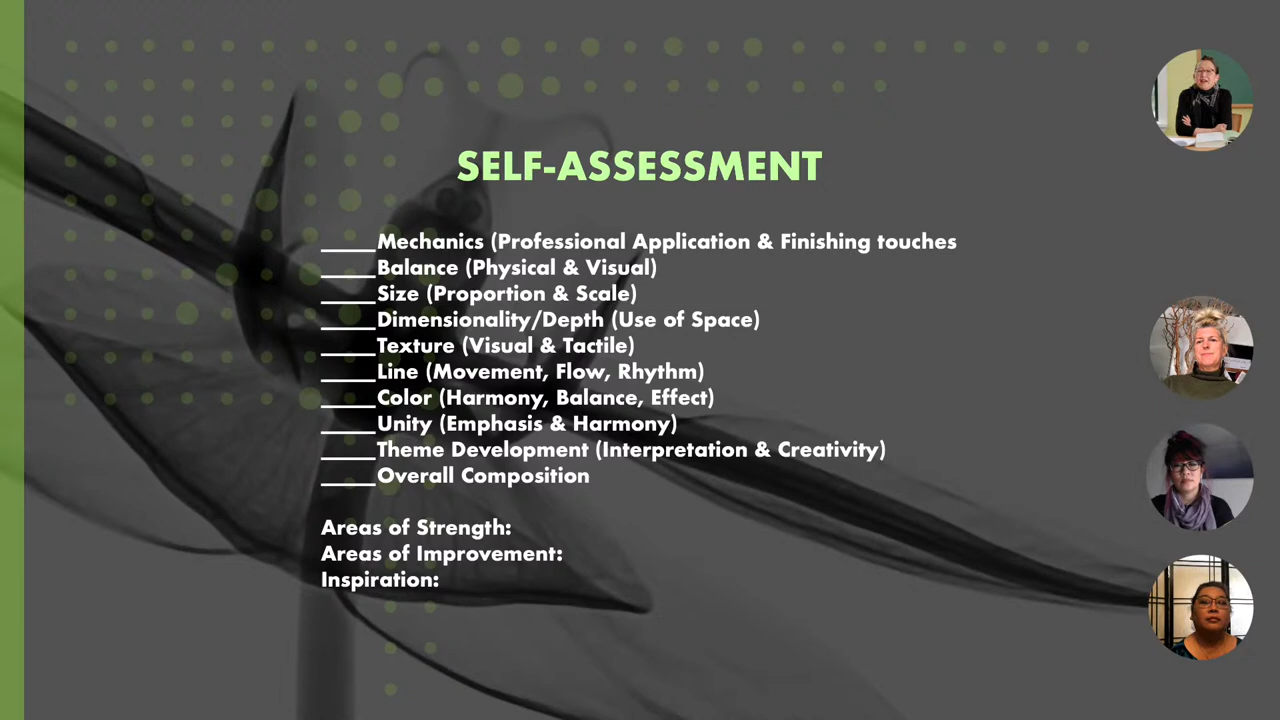 SELF-ASSESSMENT
_____Mechanics (Professional Application & Finishing touches
_____Balance (Physical & Visual)
_____Size (Proportion & Scale)
_____Dimensionality/Depth (Use of Space)
_____Texture (Visual & Tactile)
_____Line (Movement, Flow, Rhythm)
_____Color (Harmony, Balance, Effect)
_____Unity (Emphasis & Harmony)
_____Theme Development (Interpretation & Creativity)
_____Overall Composition
Areas of Strength:
Areas of Improvement:
Inspiration: